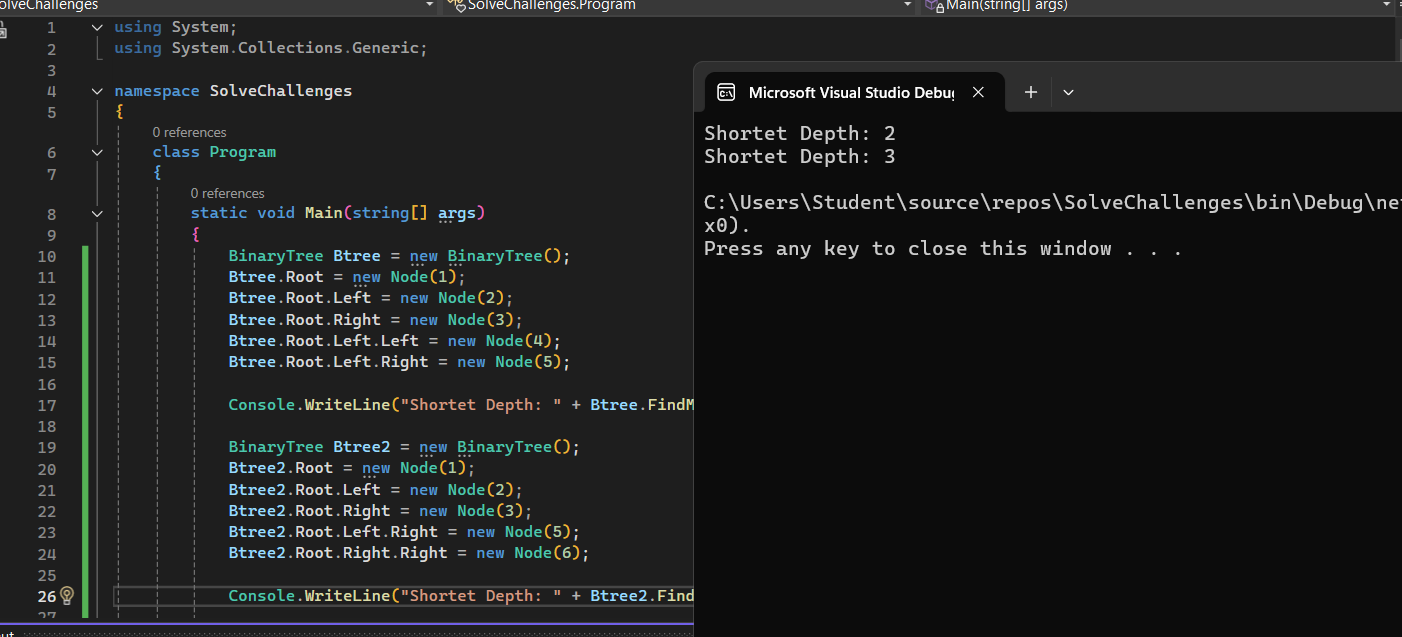 SolveChallenges.Program
Main(string[] args)
1 using System;
2 using System.Collections.Generic;
3
4 namespace SolveChallenges
5 {
0 references
6 class Program
7 {
0 references
8 static void Main(string[] args)
9 {
10 BinaryTree Btree = new BinaryTree();
11 Btree.Root = new Node(1);
12 Btree.Root.Left = new Node(2);
13 Btree.Root.Right = new Node(3);
14 Btree.Root.Left.Left = new Node(4);
15 Btree.Root.Left.Right = new Node(5);
16
17 Console.WriteLine("Shortet Depth: " + Btree.FindM
18
19 BinaryTree Btree2 = new BinaryTree();
20 Btree2.Root = new Node(1);
21 Btree2.Root.Left = new Node(2);
22 Btree2.Root.Right = new Node(3);
23 Btree2.Root.Left.Right = new Node(5);
24 Btree2.Root.Right.Right = new Node(6);
25
26 Console.WriteLine("Shortet Depth: " + Btree2.Find
27
Microsoft Visual Studio Debu
Shortet Depth: 2
Shortet Depth: 3
C:\Users\Student\source\repos\SolveChallenges\bin\Debug\ne
x0).
Press any key to close this window . . .